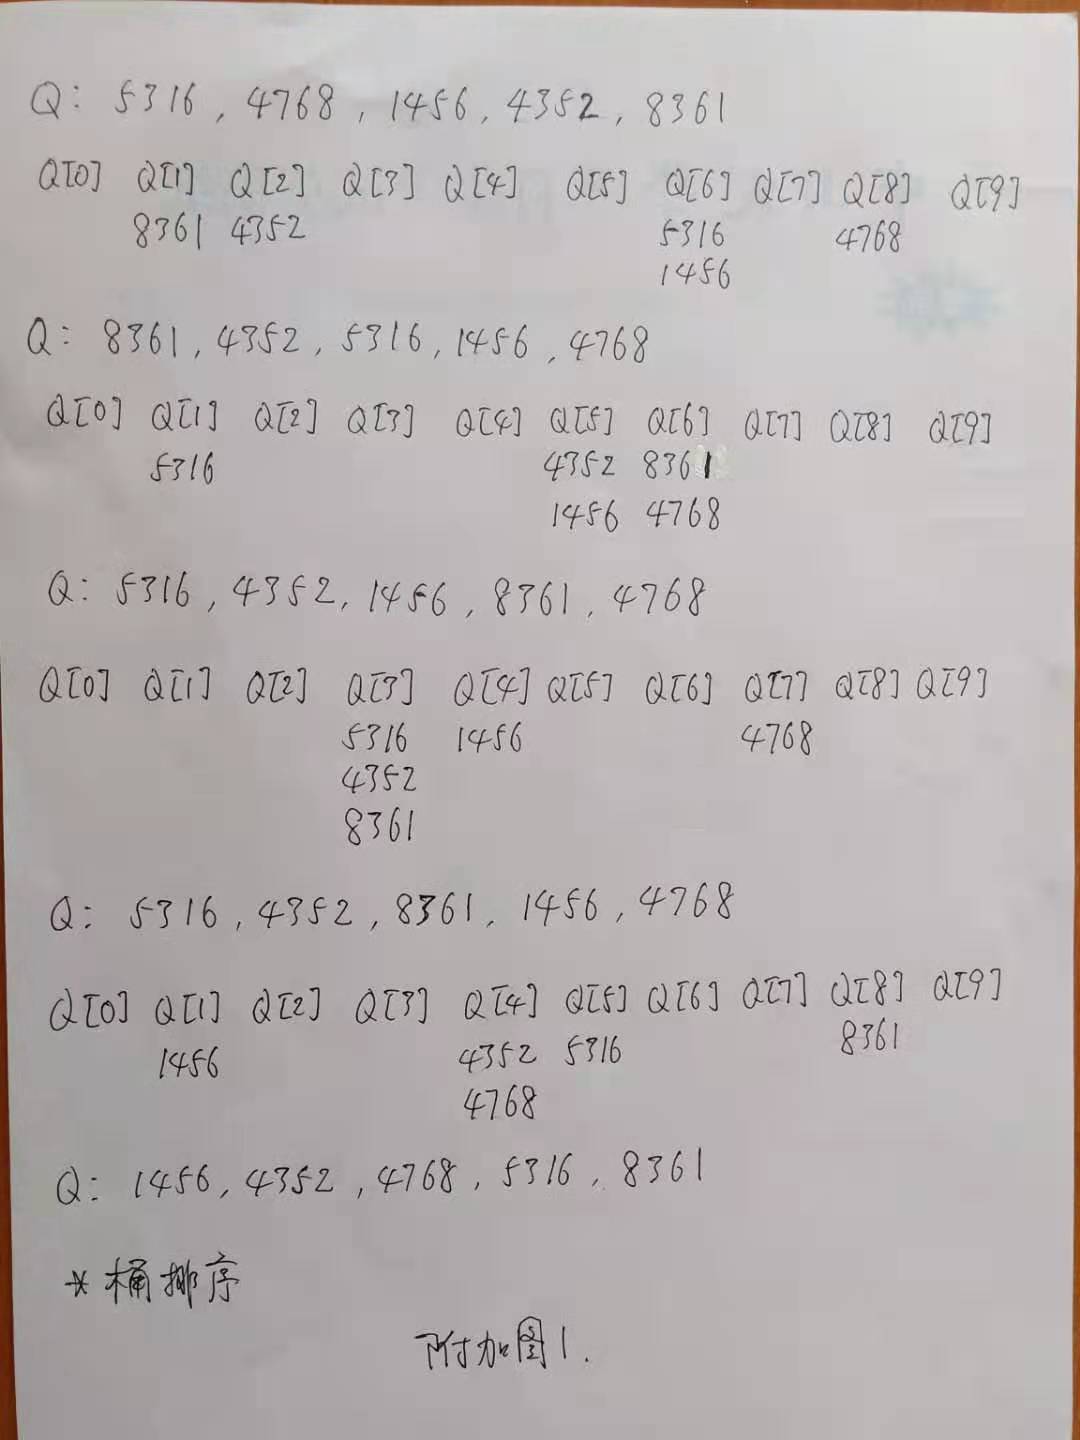 Q: 5316, 4768, 1456, 4352, 8361
Q[0] Q[1] Q[2] Q[3] Q[4] Q[5] Q[6] Q[7] Q[8] Q[9]
8361 4352 5316 4768
1456
Q: 8361, 4352, 5316, 1456, 4768
Q[0] Q[1] Q[2] Q[3] Q[4] Q[5] Q[6] Q[7] Q[8] Q[9]
5316 4352 8361
1456 4768
Q: 5316, 4352, 1456, 8361, 4768
Q[0] Q[1] Q[2] Q[3] Q[4] Q[5] Q[6] Q[7] Q[8] Q[9]
5316 1456 4768
4352
8361
Q: 5316, 4352, 8361, 1456, 4768
Q[0] Q[1] Q[2] Q[3] Q[4] Q[5] Q[6] Q[7] Q[8] Q[9]
1456 4352 5316 8361
4768
Q: 1456, 4352, 4768, 5316, 8361
*桶排序
附加图1.